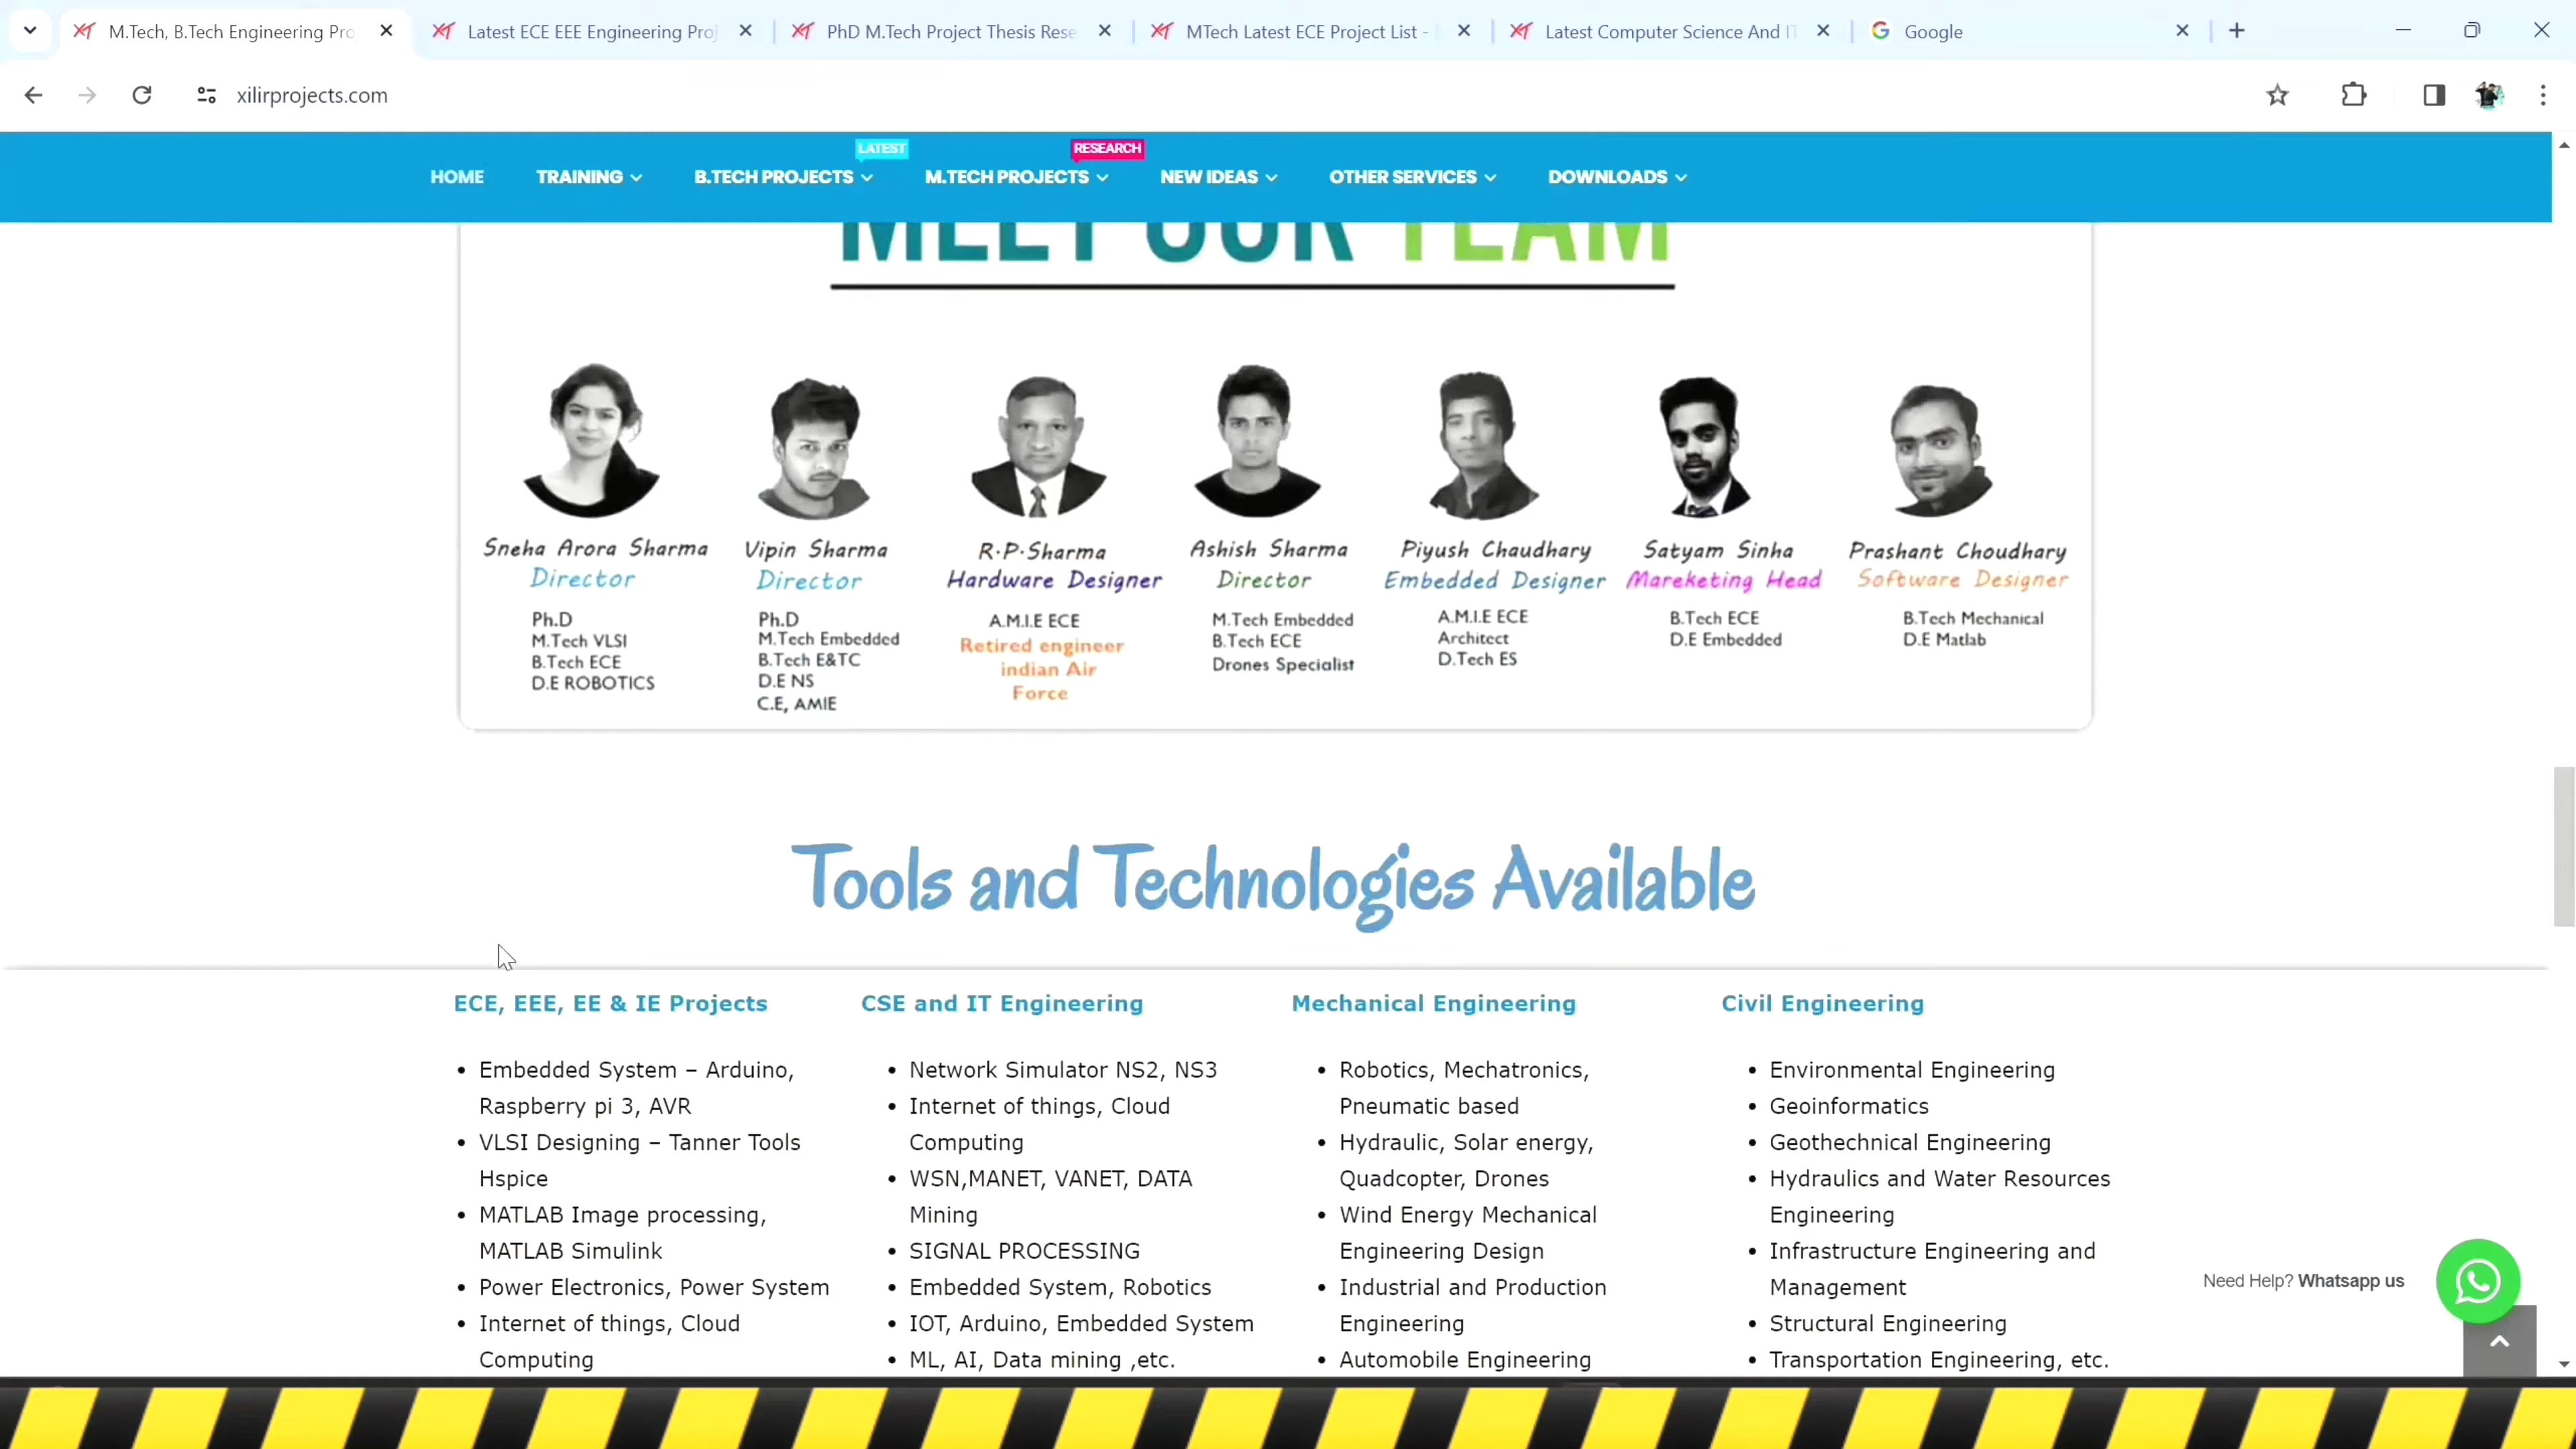 M.Tech, B.Tech Engineering Pro
Latest ECE EEE Engineering Proj
PhD M.Tech Project Thesis Rese
MTech Latest ECE Project List -
Latest Computer Science And IT
Google
xilirprojects.com
LATEST
RESEARCH
HOME
TRAINING
B.TECH PROJECTS
M.TECH PROJECTS
NEW IDEAS
OTHER SERVICES
DOWNLOADS
MEET OUR TEAM
Sneha Arora Sharma
Director
Ph.D
M.Tech VLSI
B.Tech ECE
D.E ROBOTICS
Vipin Sharma
Director
Ph.D
M.Tech Embedded
B.Tech E&TC
D.E NS
C.E, AMIE
R.P.Sharma
Hardware Designer
A.M.I.E ECE
Retired engineer
indian Air
Force
Ashish Sharma
Director
M.Tech Embedded
B.Tech ECE
Drones Specialist
Piyush Chaudhary
Embedded Designer
A.M.I.E ECE
Architect
D.Tech ES
Satyam Sinha
Mareketing Head
B.Tech ECE
D.E Embedded
Prashant Choudhary
Software Designer
B.Tech Mechanical
D.E Matlab
Tools and Technologies Available
ECE, EEE, EE & IE Projects
• Embedded System – Arduino,
Raspberry pi 3, AVR
• VLSI Designing – Tanner Tools
Hspice
• MATLAB Image processing,
MATLAB Simulink
• Power Electronics, Power System
• Internet of things, Cloud
Computing
CSE and IT Engineering
• Network Simulator NS2, NS3
• Internet of things, Cloud
Computing
• WSN,MANET, VANET, DATA
Mining
• SIGNAL PROCESSING
• Embedded System, Robotics
• IOT, Arduino, Embedded System
• ML, AI, Data mining ,etc.
Mechanical Engineering
• Robotics, Mechatronics,
Pneumatic based
• Hydraulic, Solar energy,
Quadcopter, Drones
• Wind Energy Mechanical
Engineering Design
• Industrial and Production
Engineering
• Automobile Engineering
Civil Engineering
• Environmental Engineering
• Geoinformatics
• Geothechnical Engineering
• Hydraulics and Water Resources
Engineering
• Infrastructure Engineering and
Management
• Structural Engineering
• Transportation Engineering, etc.
Need Help? Whatsapp us